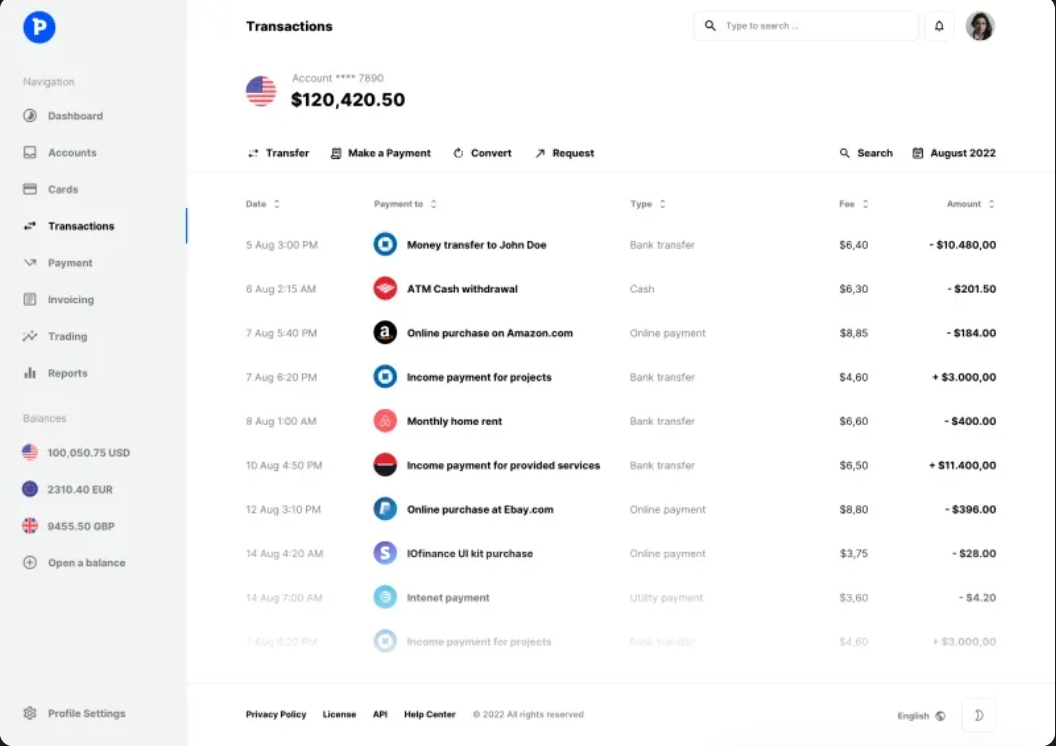 Transactions
Type to search ...
Navigation
Dashboard
Accounts
Cards
Transactions
Payment
Invoicing
Trading
Reports
Balances
100,050.75 USD
2310.40 EUR
9455.50 GBP
Open a balance
Profile Settings
Account **** 7890
$120,420.50
Transfer Make a Payment Convert Request Search August 2022
Date Payment to Type Fee Amount
5 Aug 3:00 PM Money transfer to John Doe Bank transfer $6,40 - $10.480,00
6 Aug 2:15 AM ATM Cash withdrawal Cash $6,30 - $201.50
7 Aug 5:40 PM a Online purchase on Amazon.com Online payment $8,85 - $184.00
7 Aug 6:20 PM Income payment for projects Bank transfer $4,60 + $3.000,00
8 Aug 1:00 AM Monthly home rent Bank transfer $6,60 - $400.00
10 Aug 4:50 PM Income payment for provided services Bank transfer $6,50 + $11.400,00
12 Aug 3:10 PM Online purchase at Ebay.com Online payment $8,80 - $396.00
14 Aug 4:20 AM S IOfinance UI kit purchase Online payment $3,75 - $28.00
14 Aug 7:00 AM Intenet payment Utility payment $3,60 - $4.20
7 Aug 6:20 PM Income payment for projects Bank transfer $4,60 + $3.000,00
Privacy Policy License API Help Center © 2022 All rights reserved English